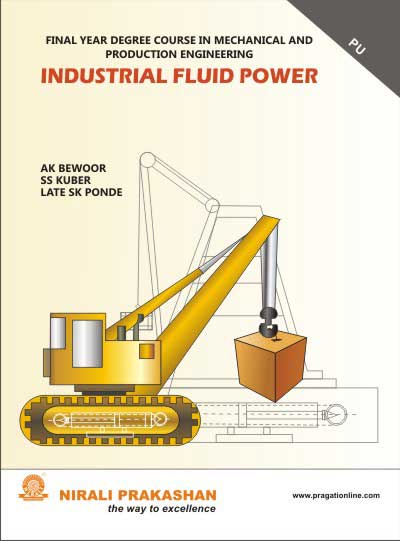 PU
FINAL YEAR DEGREE COURSE IN MECHANICAL AND
PRODUCTION ENGINEERING
INDUSTRIAL FLUID POWER
AK BEWOOR
SS KUBER
LATE SK PONDE
NIRALI PRAKASHAN
the way to excellence
www.pragationline.com